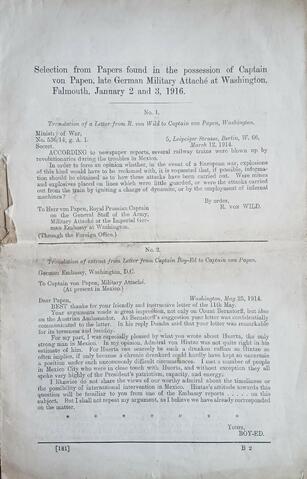 Selection from Papers found in the possession of Captain
von Papen, late German Military Attaché at Washington,
Falmouth, January 2 and 3, 1916.
No. 1.
Translation of a Letter from R. von Wild to Captain von Papen, Washington.
Ministry of War,
No. 536/14, g. A. 1.
5, Leipziger Strasse, Berlin, W. 66,
Secret.
March 12, 1914.
ACCORDING to newspaper reports, several railway trains were blown up by
revolutionaries during the troubles in Mexico.
In order to form an opinion whether, in the event of a European war, explosions
of this kind would have to be reckoned with, it is requested that, if possible, information
should be obtained as to how these attacks have been carried out. Were mines
and explosives placed on lines which were little guarded, or were the attacks carried
out from the train by igniting a charge of dynamite, or by the employment of infernal
machines?
By order,
R. VON WILD.
To Herr von Papen, Royal Prussian Captain
on the General Staff of the Army,
Military Attaché at the Imperial German
Embassy at Washington.
(Through the Foreign Office.)
No. 2.
Translation of extract from Letter from Captain Boy-Ed to Captain von Papen.
German Embassy, Washington, D.C.
To Captain von Papen, Military Attaché.
(At present in Mexico.)
Dear Papen,
Washington, May 25, 1914.
BEST thanks for your friendly and instructive letter of the 11th May.
Your arguments made a great impression, not only on Count Bernstorff, but also
on the Austrian Ambassador. At Bernstorff's suggestion your letter was confidentially
communicated to the latter. In his reply Dumba said that your letter was remarkable
for its terseness and lucidity.
For my part, I was especially pleased by what you wrote about Huerta, the only
strong man in Mexico. In my opinion, Admiral von Hintze was not quite right in his
estimate of him. For Huerta can scarcely be such a drunken ruffian as Hintze so
often implies, if only because a chronic drunkard could hardly have kept so
a position under such uncommonly difficult circumstances. I met a number of people
in Mexico City who were in close touch with Huerta, and without exception they all
spoke very highly of the President's patriotism, capacity, and energy.
I likewise do not share the views of our worthy admiral about the timeliness or
the possibility of international intervention in Mexico. Hintze's attitude towards this
question will be familiar to you from one of the Embassy reports . . . . . on this
subject. But I shall not repeat my argument, as I believe we have already corresponded
on the matter.
* * * * * *
Yours,
BOY-ED.
[181]
B 2